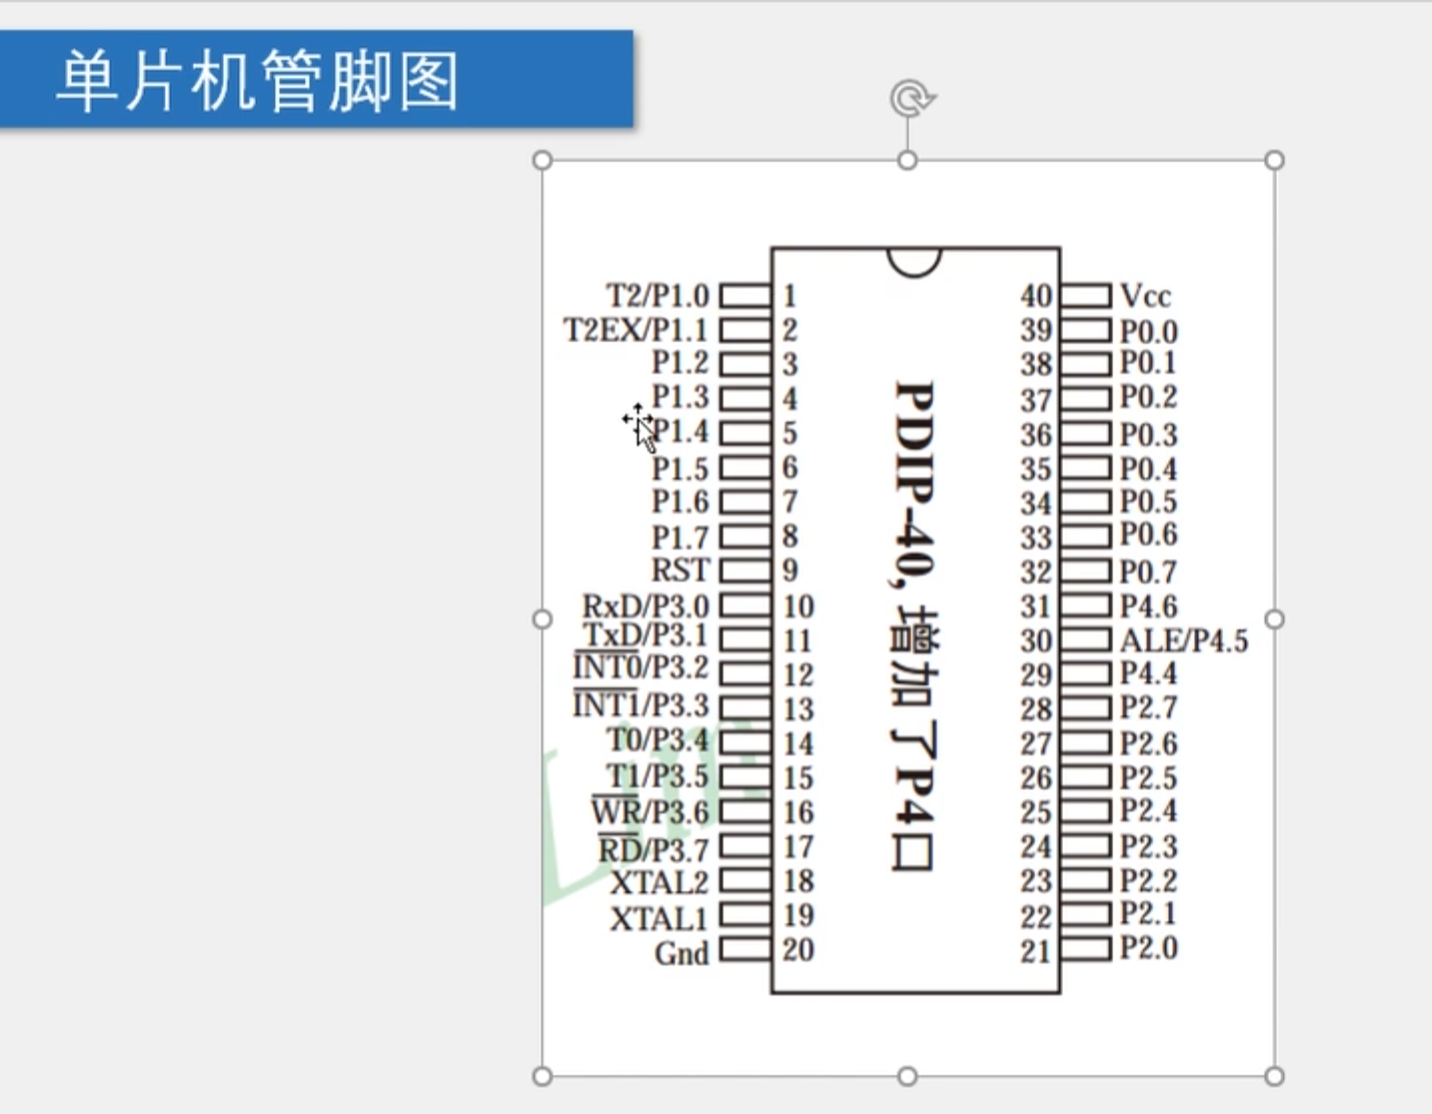 单片机管脚图
T2/P1.0 1 40 Vcc
T2EX/P1.1 2 39 P0.0
P1.2 3 38 P0.1
P1.3 4 37 P0.2
P1.4 5 36 P0.3
P1.5 6 35 P0.4
P1.6 7 34 P0.5
P1.7 8 33 P0.6
RST 9 32 P0.7
RxD/P3.0 10 31 P4.6
TxD/P3.1 11 30 ALE/P4.5
INT0/P3.2 12 29 P4.4
INT1/P3.3 13 28 P2.7
T0/P3.4 14 27 P2.6
T1/P3.5 15 26 P2.5
WR/P3.6 16 25 P2.4
RD/P3.7 17 24 P2.3
XTAL2 18 23 P2.2
XTAL1 19 22 P2.1
Gnd 20 21 P2.0
PDIP-40,增加了P4口
Lim